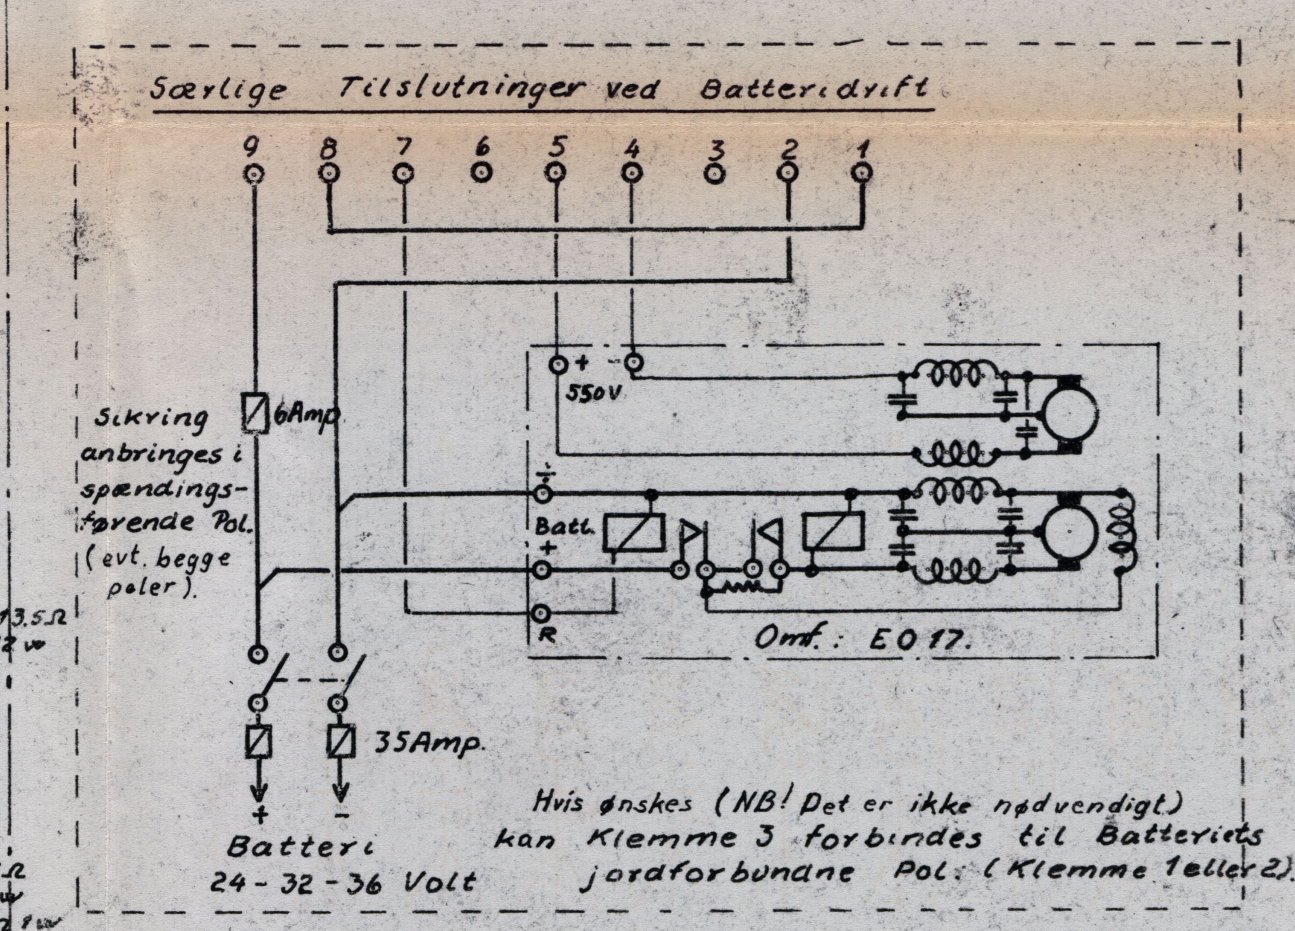 Særlige Tilslutninger ved Batteridrift
9 8 7 6 5 4 3 2 1
+ -
550V
Sikring
anbringes i
spændings-
førende Pol.
(evt. begge
poler).
6Amp
÷
Batt.
+
R
Omf.: EO 17.
13.5Ω
35Amp.
+ -
Batteri
24-32-36 Volt
Hvis ønskes (NB! Det er ikke nødvendigt)
kan Klemme 3 forbindes til Batteriets
jordforbundne Pol: (Klemme 1 eller 2).